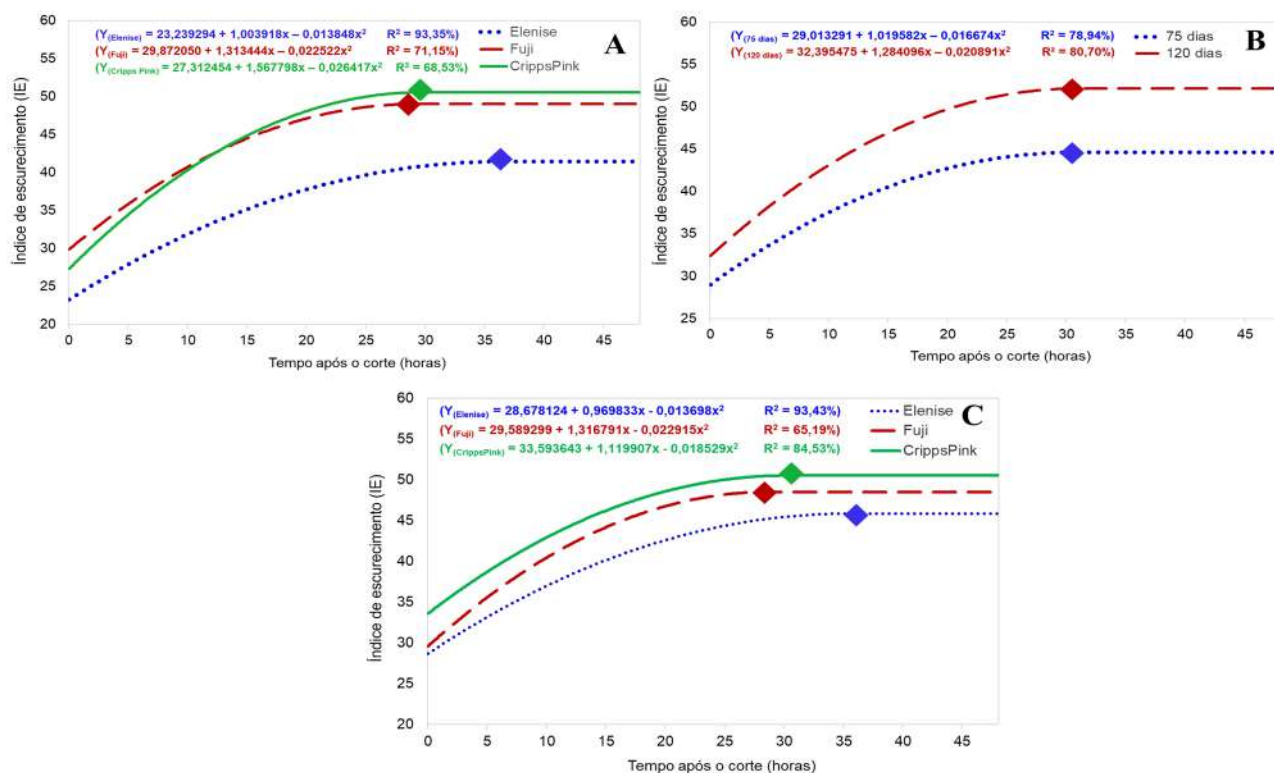 (Y(Elenise) = 23,239294 + 1,003918x – 0,013848x² R² = 93,35%) Elenise
(Y(Fuji) = 29,872050 + 1,313444x – 0,022522x² R² = 71,15%) Fuji
(Y(Cripps Pink) = 27,312454 + 1,567798x – 0,026417x² R² = 68,53%) CrippsPink
A
Índice de escurecimento (IE)
60
55
50
45
40
35
30
25
20
0 5 10 15 20 25 30 35 40 45
Tempo após o corte (horas)
(Y(75 dias) = 29,013291 + 1,019582x – 0,016674x² R² = 78,94%) 75 dias
(Y(120 dias) = 32,395475 + 1,284096x – 0,020891x² R² = 80,70%) 120 dias
B
Índice de escurecimento (IE)
60
55
50
45
40
35
30
25
0 5 10 15 20 25 30 35 40 45
Tempo após o corte (horas)
(Y(Elenise) = 28,678124 + 0,969833x - 0,013698x² R² = 93,43%) Elenise
(Y(Fuji) = 29,589299 + 1,316791x - 0,022915x² R² = 65,19%) Fuji
(Y(CrippsPink) = 33,593643 + 1,119907x - 0,018529x² R² = 84,53%) CrippsPink
C
Índice de escurecimento (IE)
60
55
50
45
40
35
30
25
20
0 5 10 15 20 25 30 35 40 45
Tempo após o corte (horas)